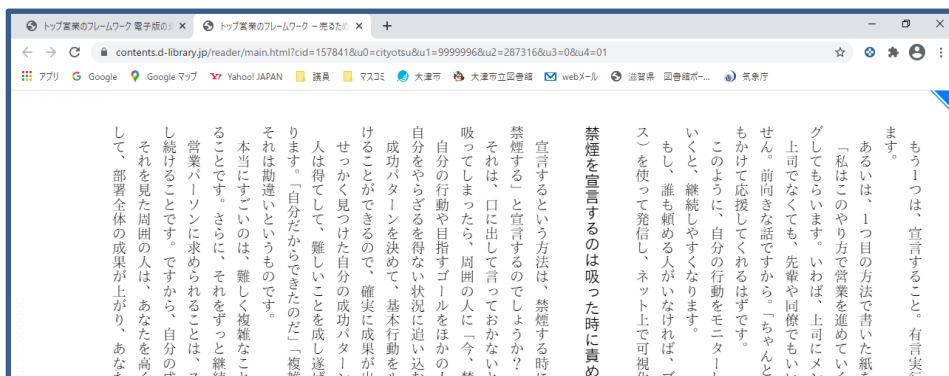 トップ営業のフレームワーク 電子版の
トップ営業のフレームワーク － 売るため
contents.d-library.jp/reader/main.html?cid=157841&u0=cityotsu&u1=9999996&u2=287316&u3=0&u4=01
アプリ G Google Google マップ Yahoo! JAPAN 議員 マスコミ 大津市 大津市立図書館 webメール 滋賀県 図書館ポー... 気象庁
もう1つは、宣言すること。有言実行
ます。
あるいは、1つ目の方法で書いた紙を
「私はこのやり方で営業を進めていく
グしてもらいます。いわば、上司にメン
上司でなくても、先輩や同僚でもいい
せん。前向きな話ですから。「ちゃんと
もかけて応援してくれるはずです。
このように、自分の行動をモニター
いくと、継続しやすくなります。
もし、誰も頼める人がいなければ、ブ
ス）を使って発信し、ネット上で可視化
禁煙を宣言するのは吸った時に責め
宣言するという方法は、禁煙する時に
禁煙する」と宣言するのでしょうか？
それは、口に出して言っておかないと
吸ってしまったら、周囲の人に「今、禁
自分の行動や目指すゴールをほかの人
自分をやらざるを得ない状況に追い込む
成功パターンを決めて、基本行動をル
けることができるので、確実に成果が出
せっかく見つけた自分の成功パターン
人は得てして、難しいことを成し遂げ
ります。「自分だからできたのだ」「複雑
それは勘違いというものです。
本当にすごいのは、難しく複雑なこと
ることです。さらに、それをずっと継続
営業パーソンに求められることは、ス
し続けることです。ですから、自分の成
それを見た周囲の人は、あなたを高く
して、部署全体の成果が上がり、あなた